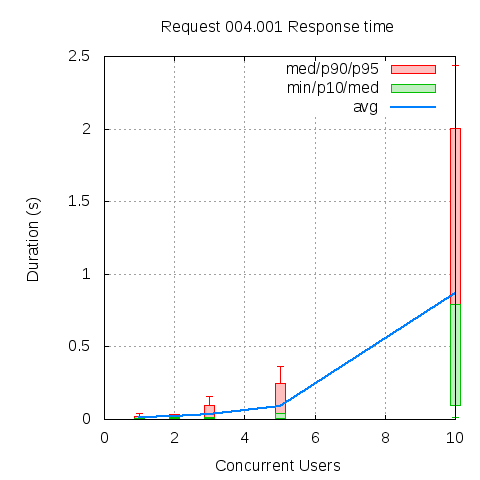 Request 004.001 Response time
med/p90/p95
min/p10/med
avg
Duration (s)
2.5
2
1.5
1
0.5
0
0 2 4 6 8 10
Concurrent Users